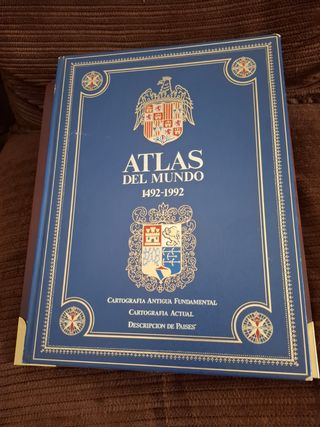 ATLAS
DEL MUNDO
1492-1992
CARTOGRAFIA ANTIGUA FUNDAMENTAL
CARTOGRAFIA ACTUAL
DESCRIPCION DE PAISES